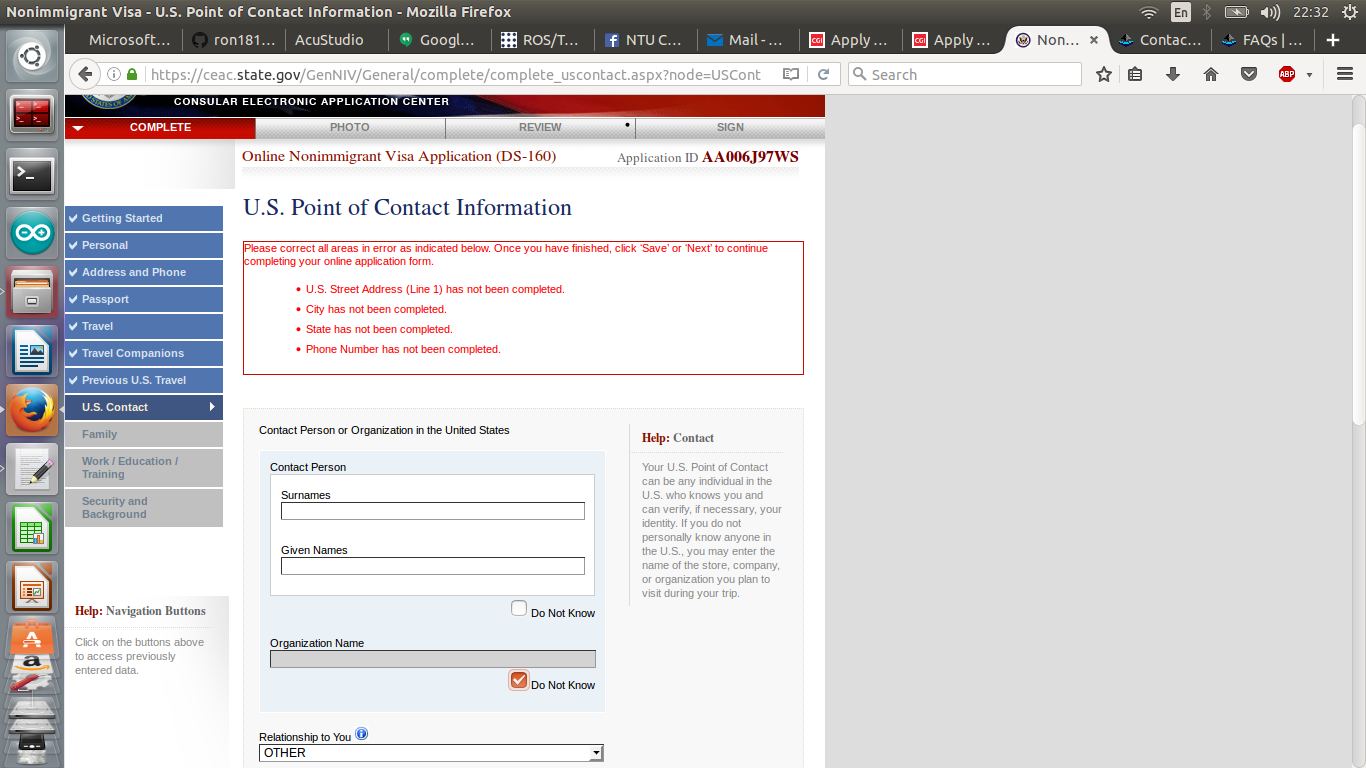 Nonimmigrant Visa - U.S. Point of Contact Information - Mozilla Firefox
En
22:32
Microsoft...
ron181...
AcuStudio
Googl...
ROS/T...
NTU C...
Mail - ...
CGI
Apply ...
CGI
Apply ...
Non...
Contac...
FAQs | ...
https://ceac.state.gov/GenNIV/General/complete/complete_uscontact.aspx?node=USCont
Search
ABP
CONSULAR ELECTRONIC APPLICATION CENTER
COMPLETE
PHOTO
REVIEW
SIGN
Online Nonimmigrant Visa Application (DS-160)
Application ID AA006J97WS
Getting Started
Personal
Address and Phone
Passport
Travel
Travel Companions
Previous U.S. Travel
U.S. Contact
Family
Work / Education /
Training
Security and
Background
Help: Navigation Buttons
Click on the buttons above
to access previously
entered data.
U.S. Point of Contact Information
Please correct all areas in error as indicated below. Once you have finished, click 'Save' or 'Next' to continue
completing your online application form.
• U.S. Street Address (Line 1) has not been completed.
• City has not been completed.
• State has not been completed.
• Phone Number has not been completed.
Contact Person or Organization in the United States
Contact Person
Surnames
Given Names
Do Not Know
Organization Name
Do Not Know
Relationship to You
OTHER
Help: Contact
Your U.S. Point of Contact
can be any individual in the
U.S. who knows you and
can verify, if necessary, your
identity. If you do not
personally know anyone in
the U.S., you may enter the
name of the store, company,
or organization you plan to
visit during your trip.